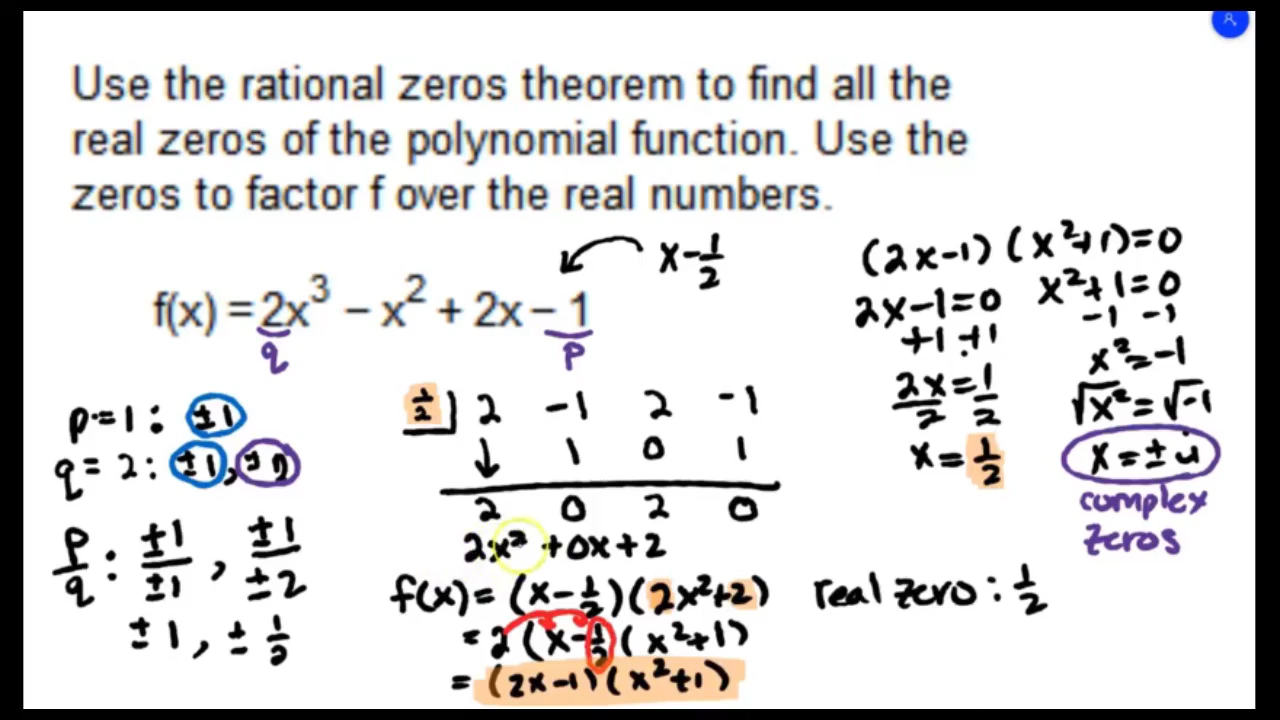 Use the rational zeros theorem to find all the
real zeros of the polynomial function. Use the
zeros to factor f over the real numbers.
x - 1/2
f(x) = 2x³ − x² + 2x − 1
q
p
p = 1 : ±1
q = 2 : ±1, ±2
p/q : ±1/±1 , ±1/±2
±1 , ± 1/2
1/2 | 2 -1 2 -1
↓ 1 0 1
2 0 2 0
2x² + 0x + 2
f(x) = (x - 1/2)(2x² + 2)
= 2(x - 1/2)(x² + 1)
= (2x - 1)(x² + 1)
(2x - 1)(x² + 1) = 0
2x - 1 = 0
+1 +1
2x/2 = 1/2
x = 1/2
x² + 1 = 0
-1 -1
x² = -1
√x² = √-1
x = ± i
complex
zeros
real zero : 1/2